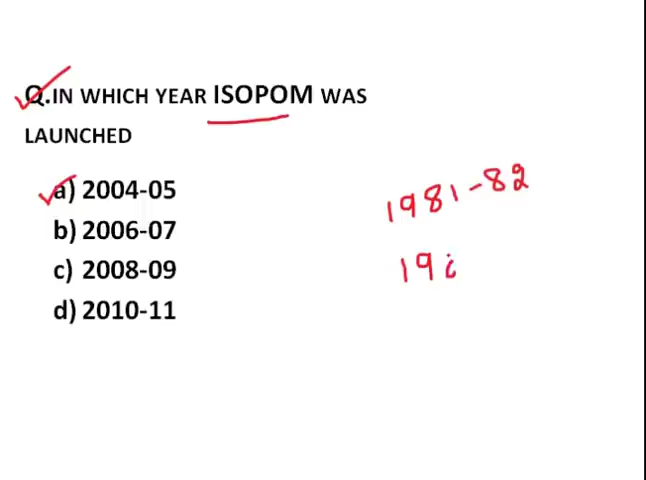 Q.IN WHICH YEAR ISOPOM WAS
LAUNCHED
a) 2004-05
b) 2006-07
c) 2008-09
d) 2010-11
1981-82
19